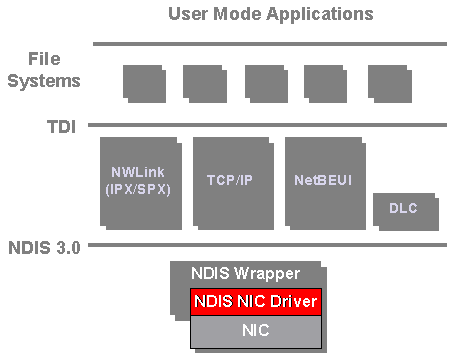 User Mode Applications
File
Systems
TDI
NWLink
(IPX/SPX)
TCP/IP
NetBEUI
DLC
NDIS 3.0
NDIS Wrapper
NDIS NIC Driver
NIC